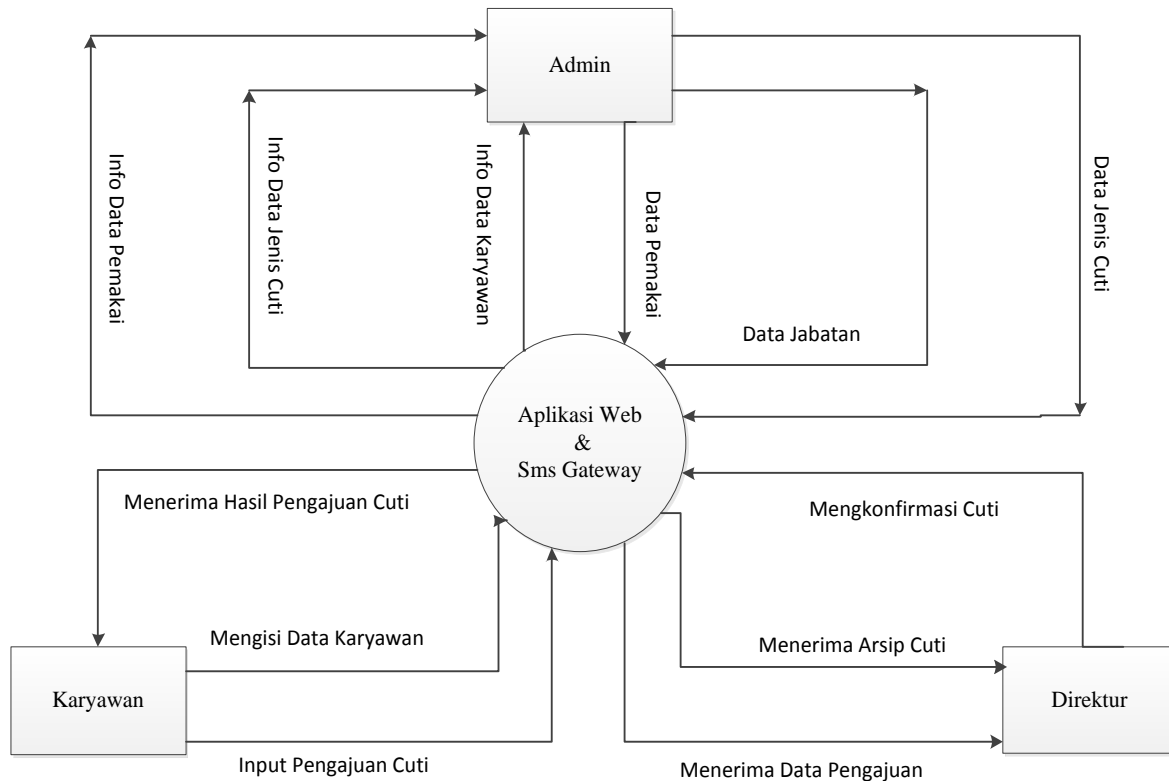 Admin
Info Data Pemakai
Info Data Jenis Cuti
Info Data Karyawan
Data Pemakai
Data Jabatan
Data Jenis Cuti
Aplikasi Web
&
Sms Gateway
Menerima Hasil Pengajuan Cuti
Mengkonfirmasi Cuti
Mengisi Data Karyawan
Menerima Arsip Cuti
Karyawan
Direktur
Input Pengajuan Cuti
Menerima Data Pengajuan